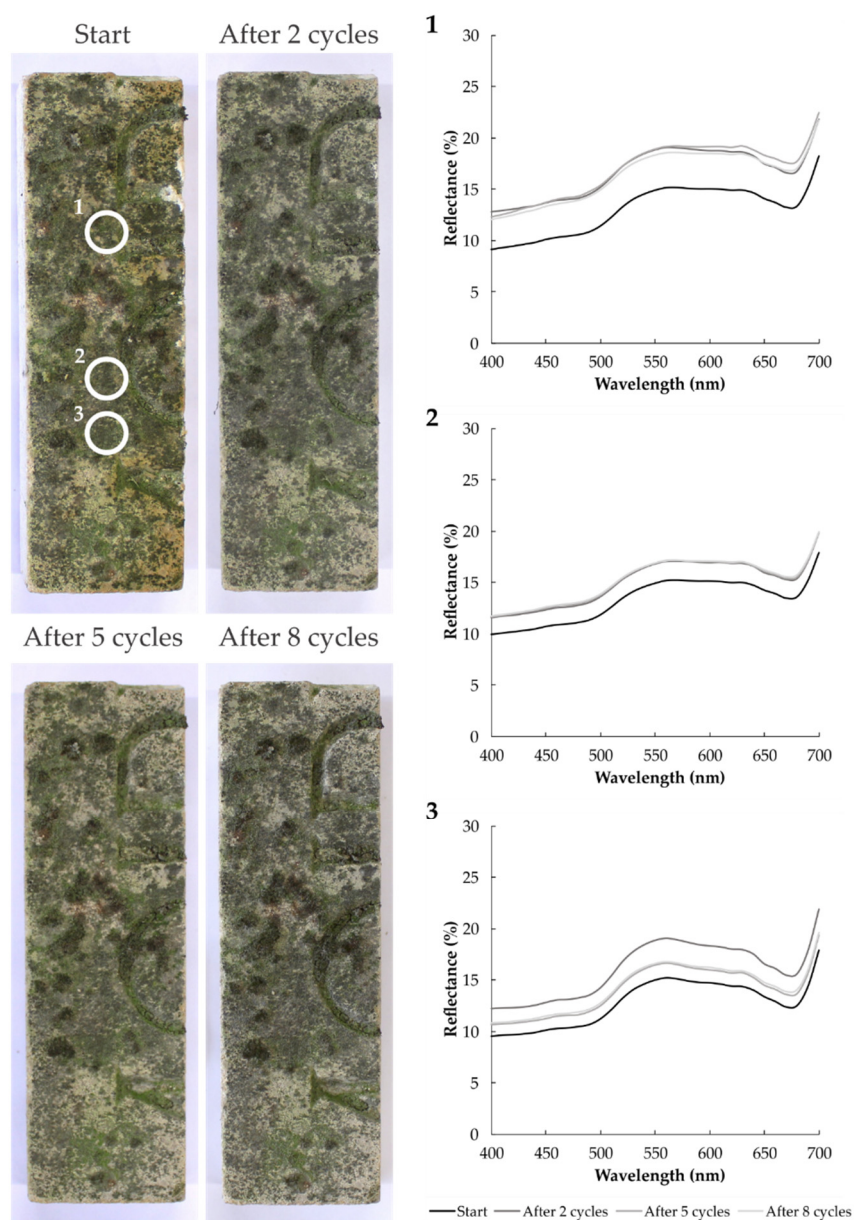 Start
After 2 cycles
1
2
3
After 5 cycles
After 8 cycles
1
30
25
20
15
10
5
0
Reflectance (%)
400 450 500 550 600 650 700
Wavelength (nm)
2
30
25
20
15
10
5
0
Reflectance (%)
400 450 500 550 600 650 700
Wavelength (nm)
3
30
25
20
15
10
5
0
Reflectance (%)
400 450 500 550 600 650 700
Wavelength (nm)
Start After 2 cycles After 5 cycles After 8 cycles